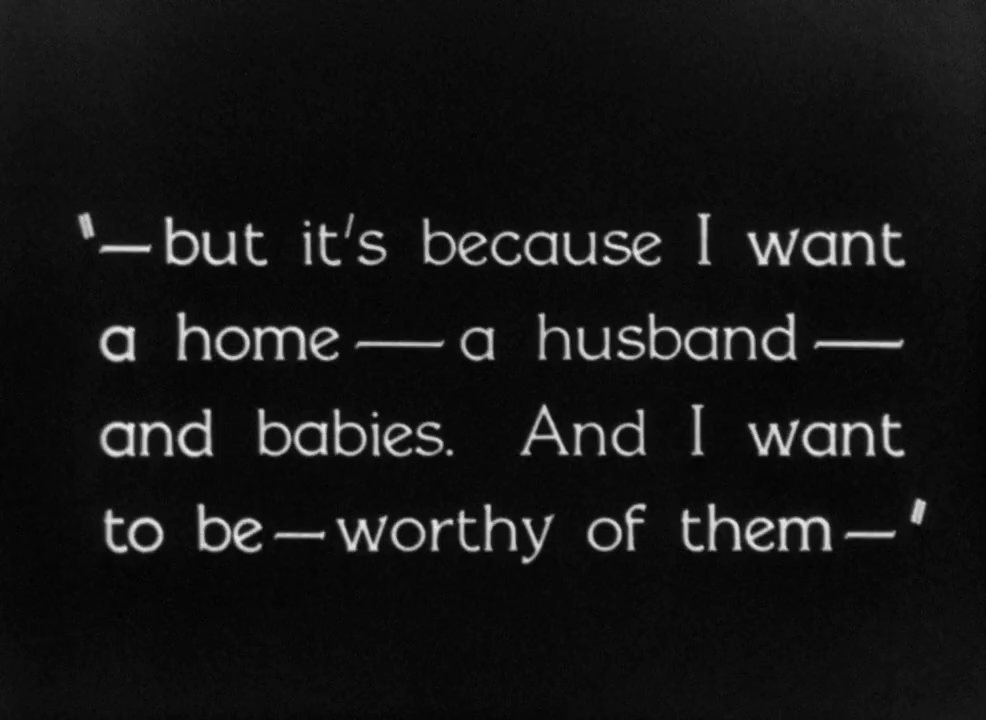 "—but it's because I want
a home — a husband —
and babies. And I want
to be — worthy of them —"